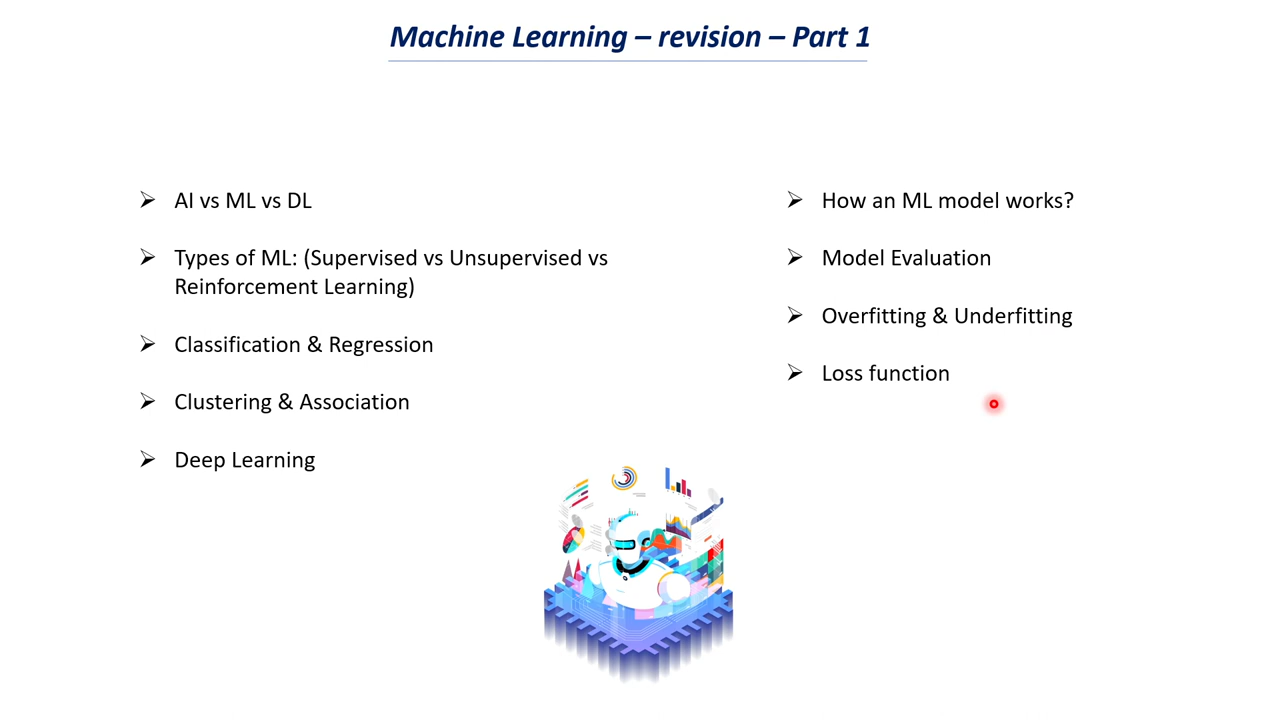 Machine Learning – revision – Part 1
AI vs ML vs DL
Types of ML: (Supervised vs Unsupervised vs
Reinforcement Learning)
Classification & Regression
Clustering & Association
Deep Learning
How an ML model works?
Model Evaluation
Overfitting & Underfitting
Loss function